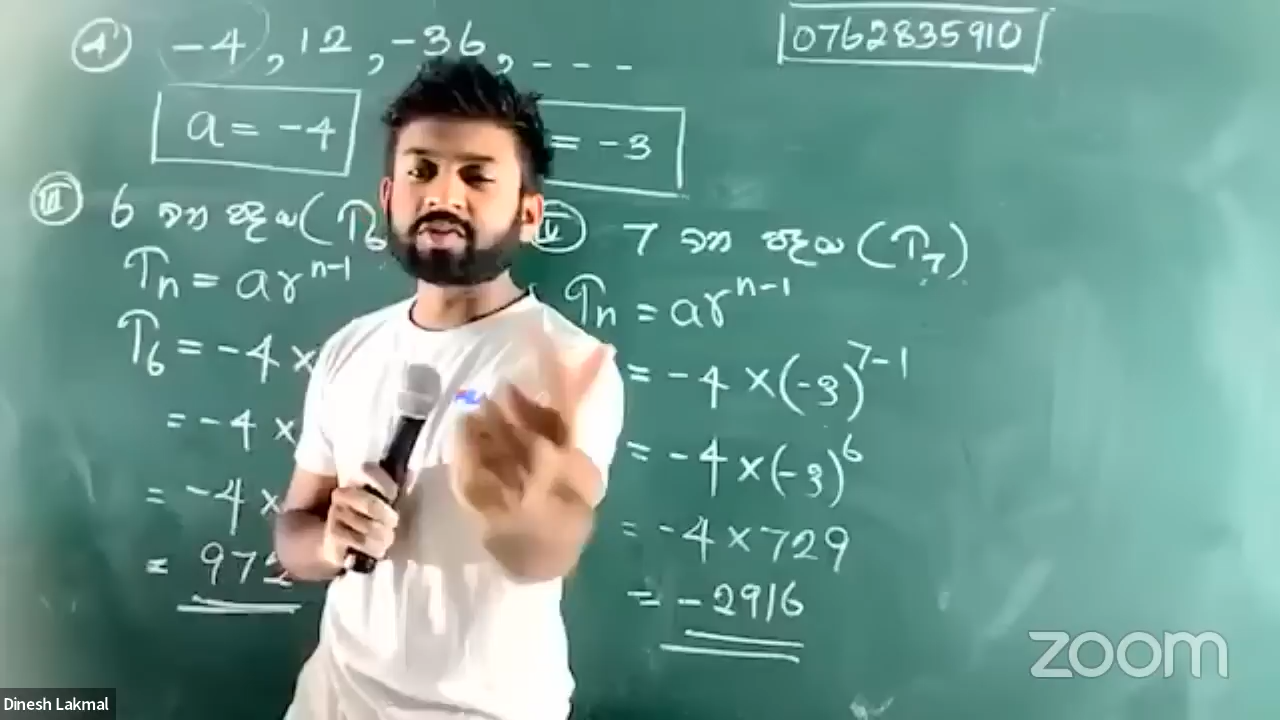 4) -4, 12, -36, - - -
0762835910
a = -4
= -3
III 6 වන පදය (T6
Tn = ar^n-1
T6 = -4 ×
= -4 ×
= -4 ×
= 972
II 7 වන පදය (T7)
Tn = ar^n-1
= -4 × (-3)^7-1
= -4 × (-3)^6
= -4 × 729
= -2916
zoom
Dinesh Lakmal